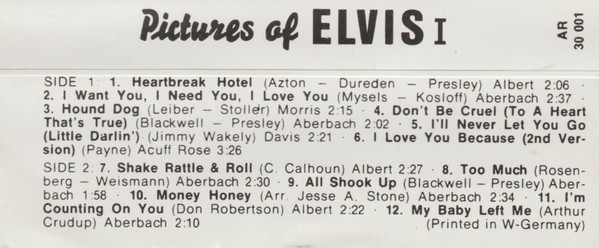 Pictures of ELVIS I
AR 30 001
SIDE 1: 1. Heartbreak Hotel (Azton - Dureden - Presley) Albert 2:06 -
2. I Want You, I Need You, I Love You (Mysels - Kosloff) Aberbach 2:37 -
3. Hound Dog (Leiber - Stoller) Morris 2:15 · 4. Don't Be Cruel (To A Heart
That's True) (Blackwell - Presley) Aberbach 2:02 · 5. I'll Never Let You Go
(Little Darlin') (Jimmy Wakely) Davis 2:21 · 6. I Love You Because (2nd Ver-
sion) (Payne) Acuff Rose 3:26
SIDE 2: 7. Shake Rattle & Roll (C. Calhoun) Albert 2:27 · 8. Too Much (Rosen-
berg - Weismann) Aberbach 2:30 · 9. All Shook Up (Blackwell - Presley) Aber-
bach 1:58 · 10. Money Honey (Arr. Jesse A. Stone) Aberbach 2:34 · 11. I'm
Counting On You (Don Robertson) Albert 2:22 · 12. My Baby Left Me (Arthur
Crudup) Aberbach 2:10 (Printed in W-Germany)